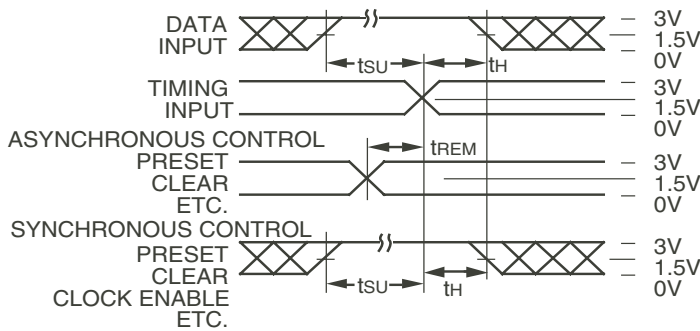 DATA
INPUT
3V
1.5V
0V
tSU
tH
TIMING
INPUT
3V
1.5V
0V
ASYNCHRONOUS CONTROL
tREM
PRESET
CLEAR
ETC.
3V
1.5V
0V
SYNCHRONOUS CONTROL
PRESET
CLEAR
CLOCK ENABLE
ETC.
3V
1.5V
0V
tSU
tH